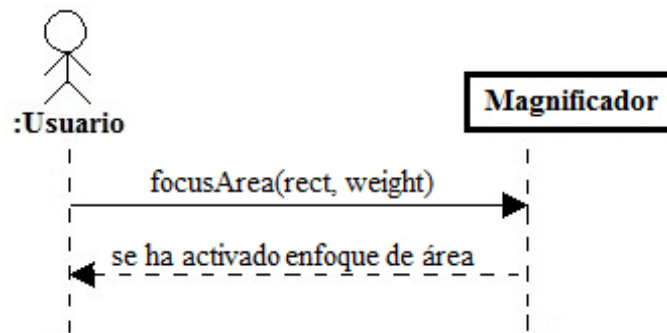 :Usuario
Magnificador
focusArea(rect, weight)
se ha activado enfoque de área